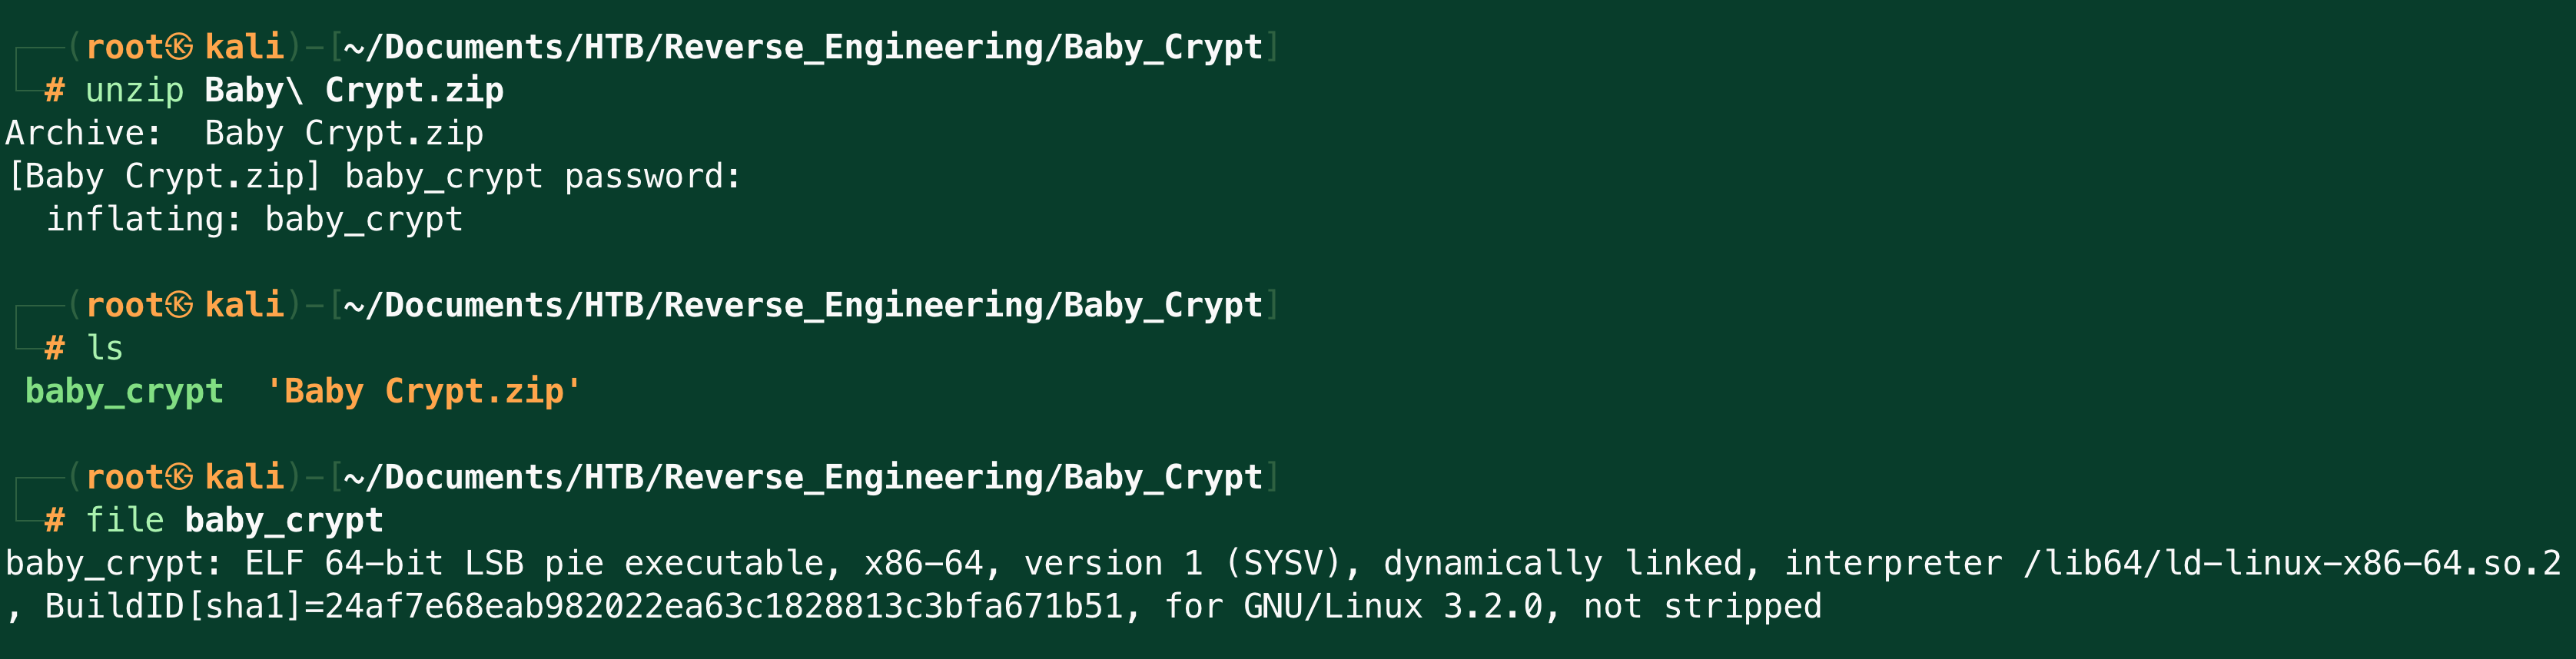 ┌──(root㉿kali)-[~/Documents/HTB/Reverse_Engineering/Baby_Crypt]
└─# unzip Baby\ Crypt.zip
Archive:  Baby Crypt.zip
[Baby Crypt.zip] baby_crypt password:
  inflating: baby_crypt
┌──(root㉿kali)-[~/Documents/HTB/Reverse_Engineering/Baby_Crypt]
└─# ls
 baby_crypt  'Baby Crypt.zip'
┌──(root㉿kali)-[~/Documents/HTB/Reverse_Engineering/Baby_Crypt]
└─# file baby_crypt
baby_crypt: ELF 64-bit LSB pie executable, x86-64, version 1 (SYSV), dynamically linked, interpreter /lib64/ld-linux-x86-64.so.2
, BuildID[sha1]=24af7e68eab982022ea63c1828813c3bfa671b51, for GNU/Linux 3.2.0, not stripped